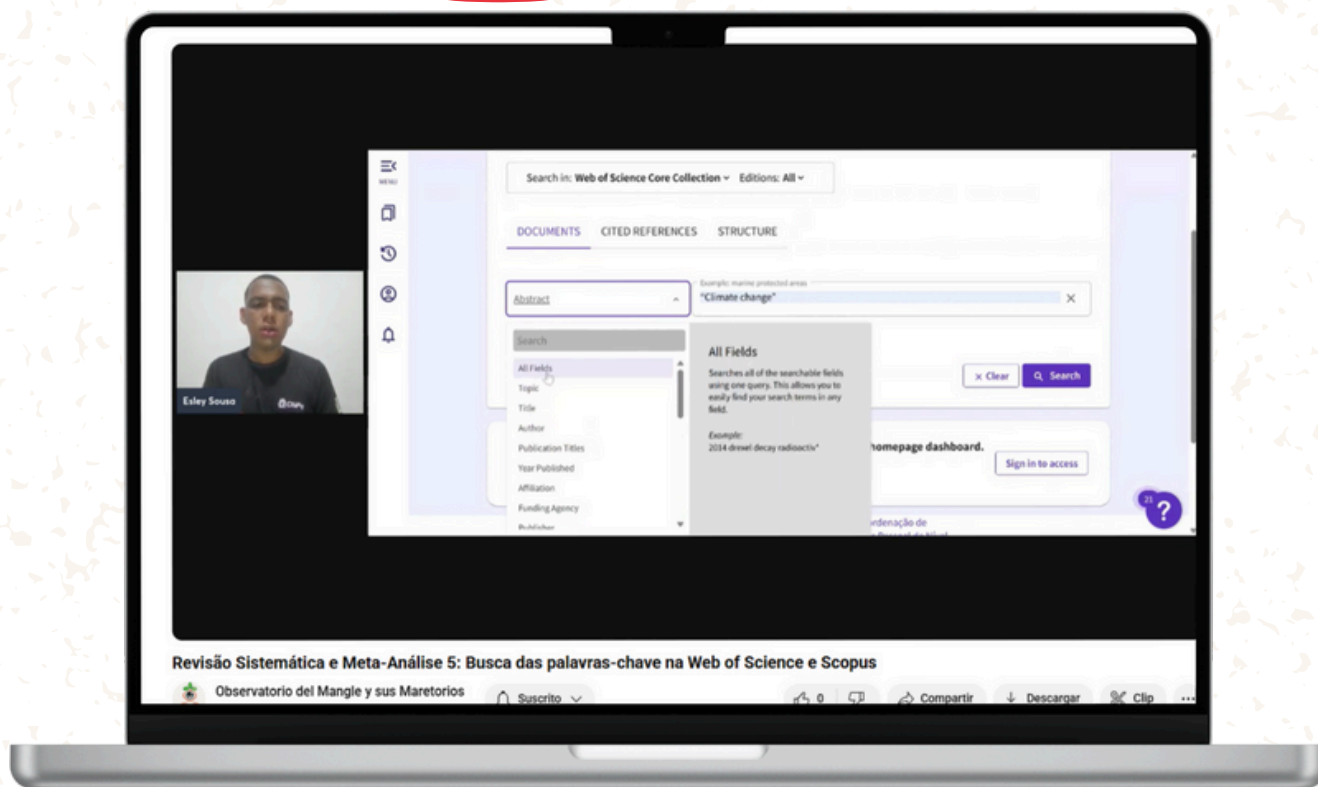 MENU
Search in: Web of Science Core Collection Editions: All
DOCUMENTS CITED REFERENCES STRUCTURE
Abstract
Example: marine protected areas
"Climate change"
Search
All Fields
Topic
Title
Author
Publication Titles
Year Published
Affiliation
Funding Agency
Publisher
All Fields
Searches all of the searchable fields
using one query. This allows you to
easily find your search terms in any
field.
Example:
2014 drexel decay radioactiv*
× Clear Search
homepage dashboard.
Sign in to access
21
?
Esley Sousa
Revisão Sistemática e Meta-Análise 5: Busca das palavras-chave na Web of Science e Scopus
Observatorio del Mangle y sus Maretorios
Suscrito
0 Compartir Descargar Clip ...